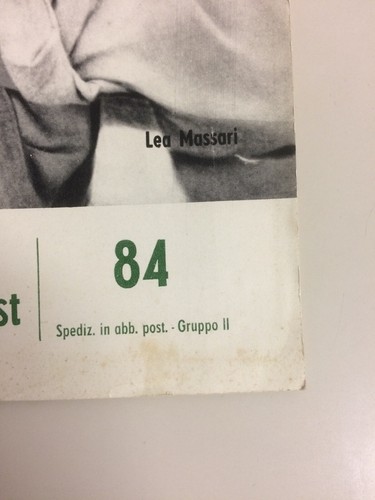 Lea Massari
84
st
Spediz. in abb. post. - Gruppo II